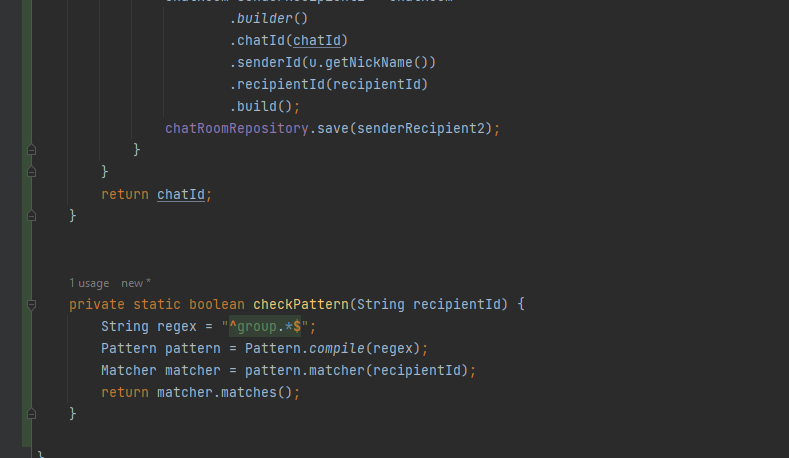 .builder()
.chatId(chatId)
.senderId(u.getNickName())
.recipientId(recipientId)
.build();
chatRoomRepository.save(senderRecipient2);
}
}
return chatId;
}
1 usage new *
private static boolean checkPattern(String recipientId) {
String regex = "^group.*$";
Pattern pattern = Pattern.compile(regex);
Matcher matcher = pattern.matcher(recipientId);
return matcher.matches();
}
}